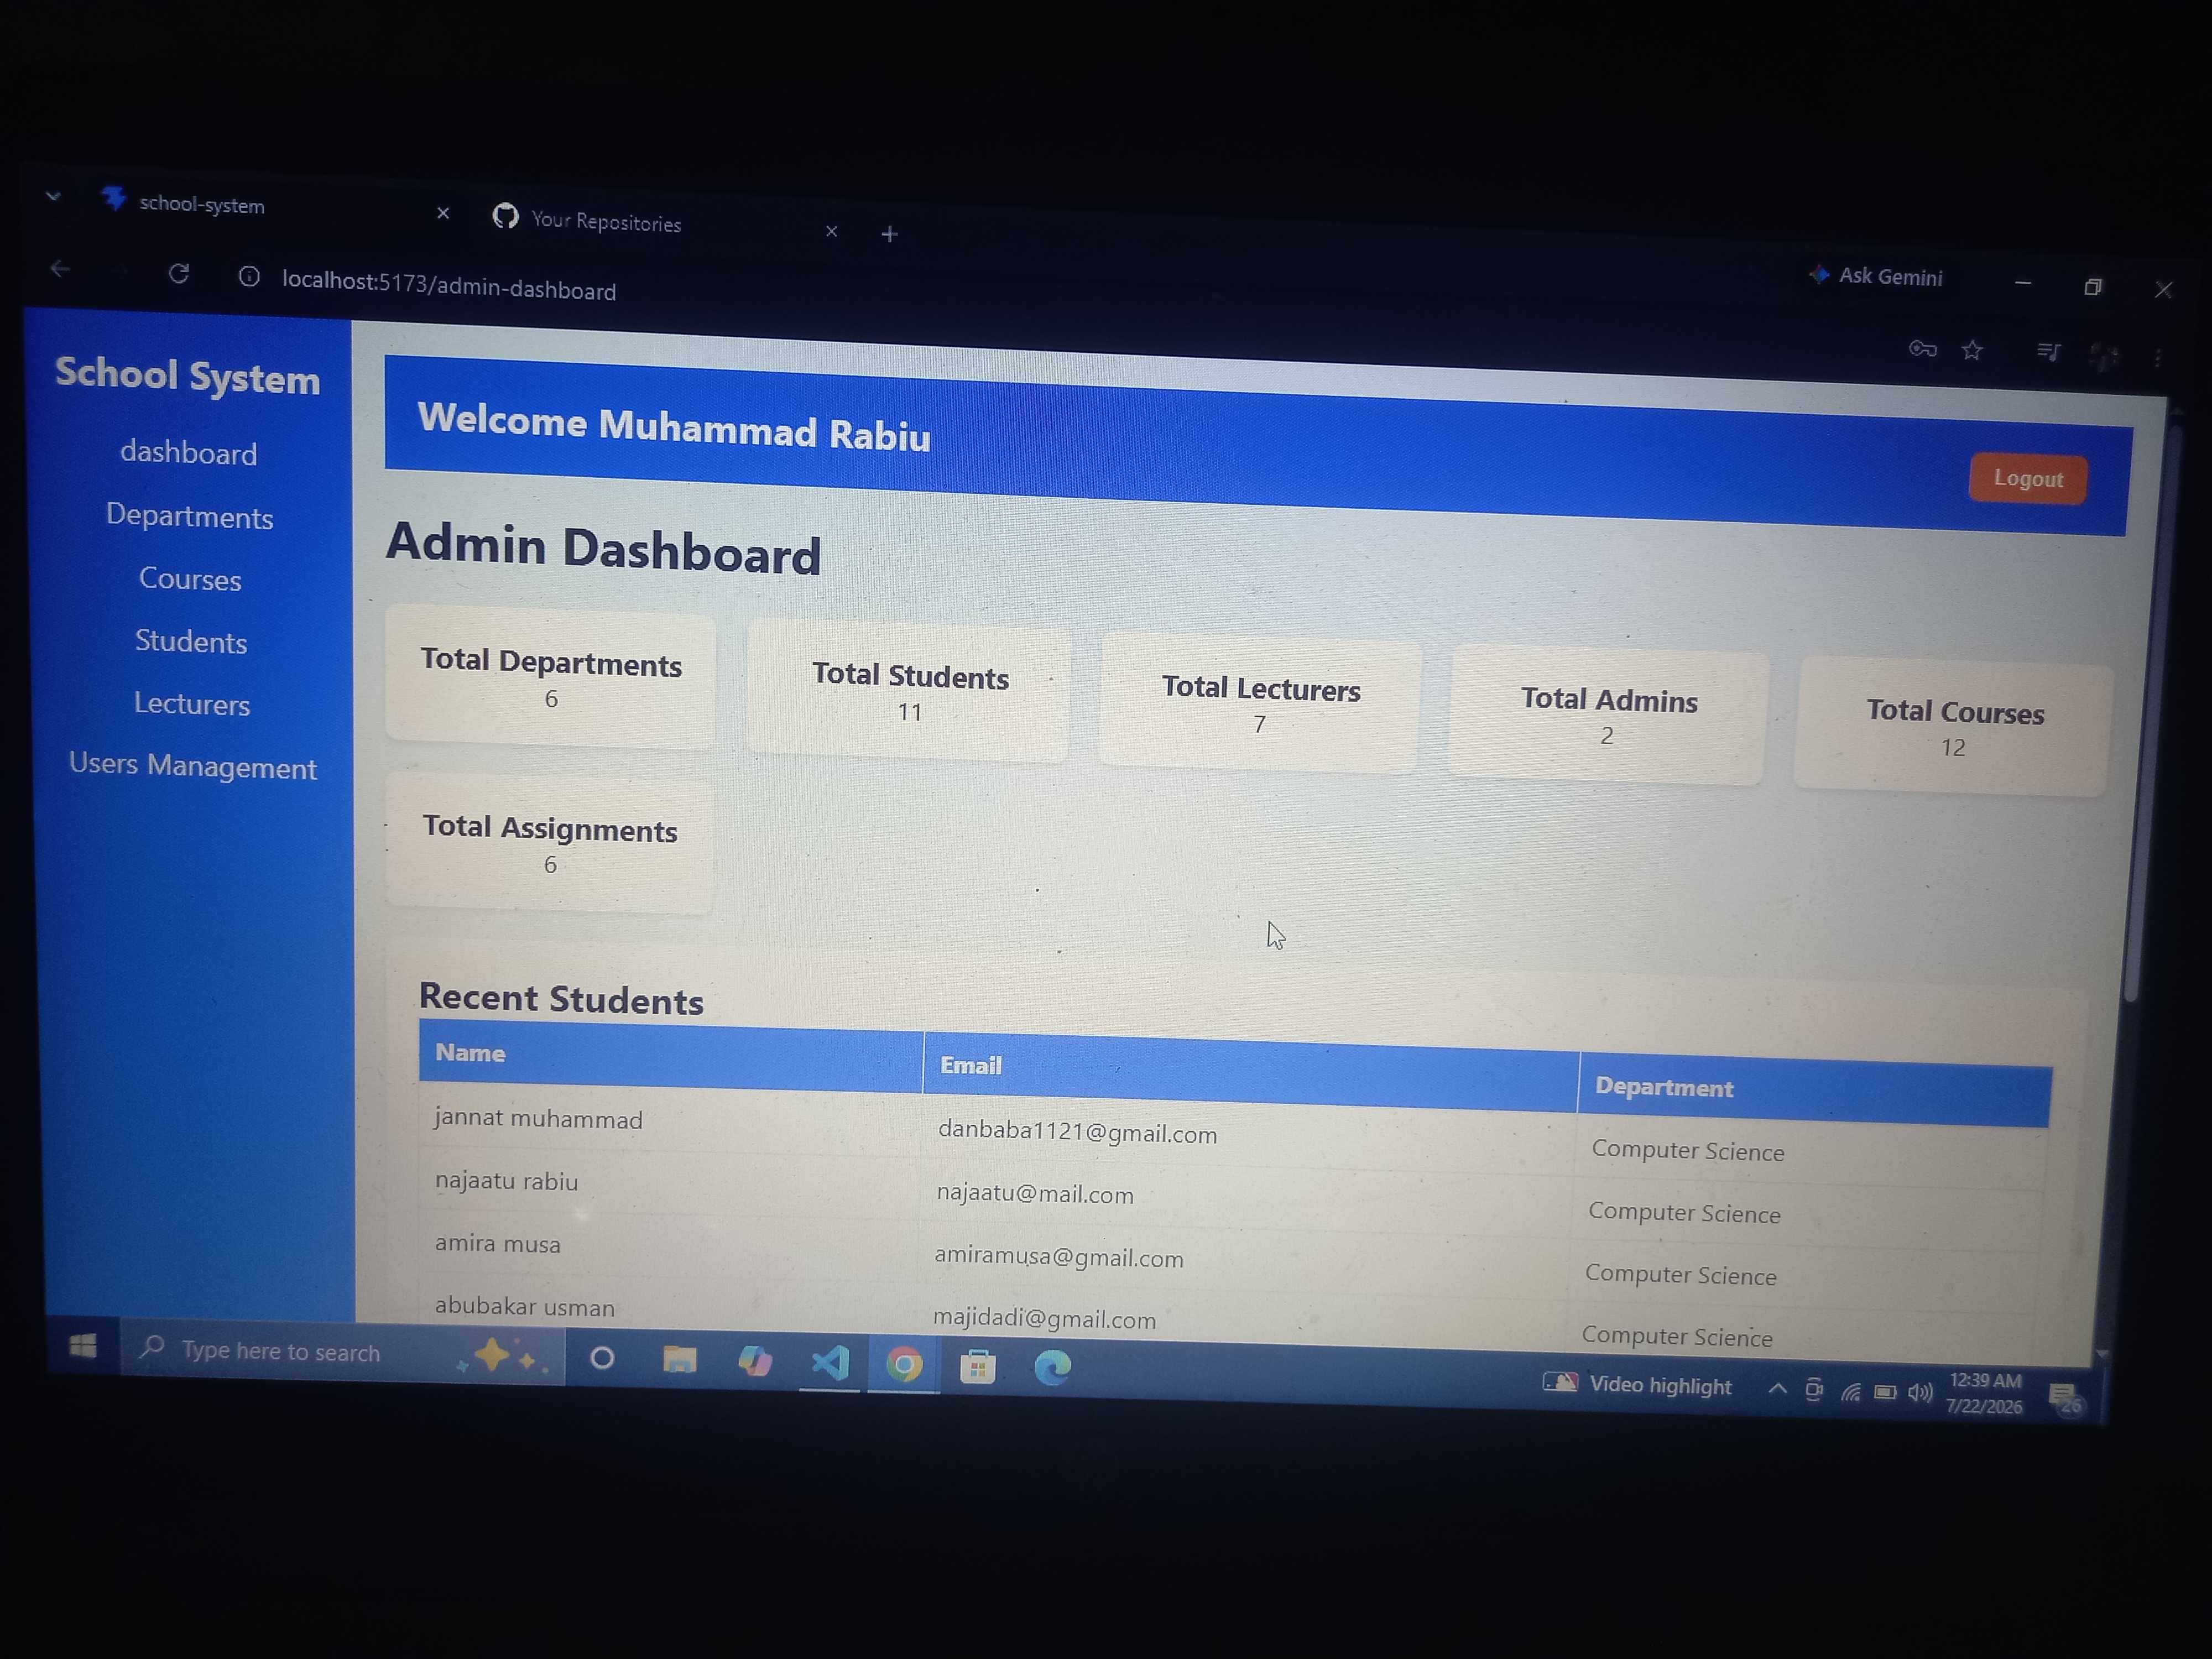 school-system
Your Repositories
Ask Gemini
localhost:5173/admin-dashboard
School System
dashboard
Departments
Courses
Students
Lecturers
Users Management
Welcome Muhammad Rabiu
Logout
Admin Dashboard
Total Departments
6
Total Students
11
Total Lecturers
7
Total Admins
2
Total Courses
12
Total Assignments
6
Recent Students
Name Email Department
jannat muhammad danbaba1121@gmail.com Computer Science
najaatu rabiu najaatu@mail.com Computer Science
amira musa amiramusa@gmail.com Computer Science
abubakar usman majidadi@gmail.com Computer Science
Type here to search
Video highlight
12:39 AM
7/22/2026
26